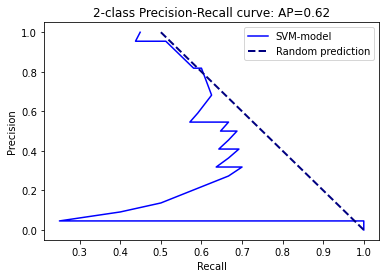 2-class Precision-Recall curve: AP=0.62
SVM-model
Random prediction
Precision
1.0
0.8
0.6
0.4
0.2
0.0
0.3 0.4 0.5 0.6 0.7 0.8 0.9 1.0
Recall